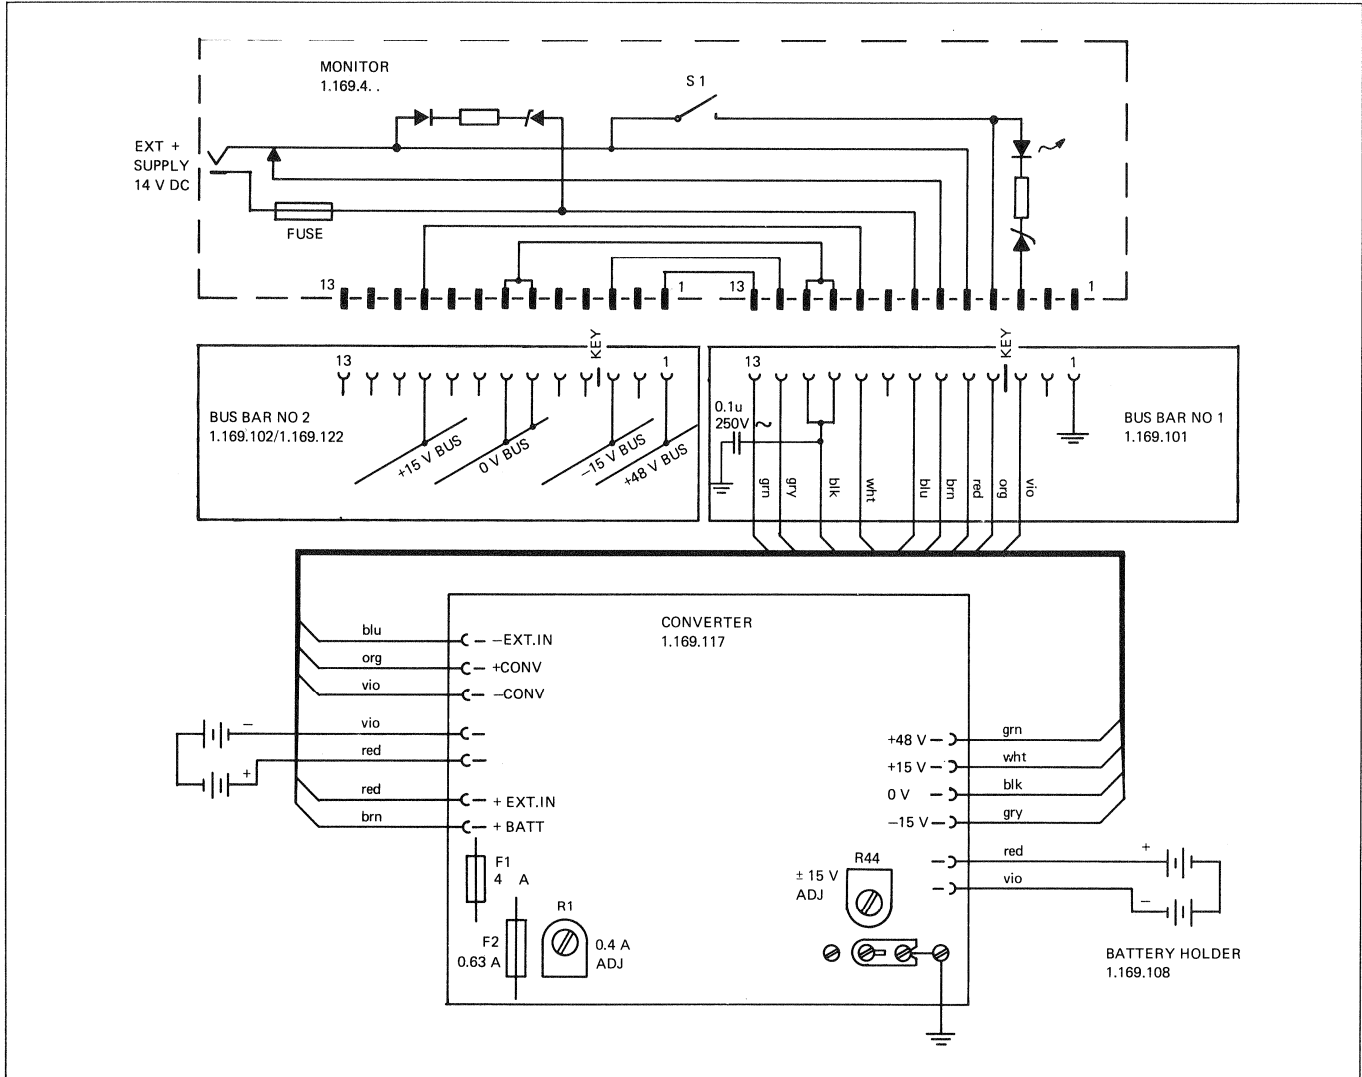 MONITOR
1.169.4. .
S 1
EXT +
SUPPLY
14 V DC
FUSE
13
1
13
1
KEY
KEY
13
1
13
1
BUS BAR NO 2
1.169.102/1.169.122
+15 V BUS
0 V BUS
–15 V BUS
+48 V BUS
0.1u
250V ~
BUS BAR NO 1
1.169.101
grn
gry
blk
wht
blu
brn
red
org
vio
CONVERTER
1.169.117
blu
–EXT.IN
org
+CONV
vio
–CONV
– vio
+ red
red
+ EXT.IN
brn
+ BATT
+48 V
grn
+15 V
wht
0 V
blk
–15 V
gry
red +
vio –
F1
4 A
R1
F2
0.63 A
0.4 A
ADJ
R44
± 15 V
ADJ
BATTERY HOLDER
1.169.108